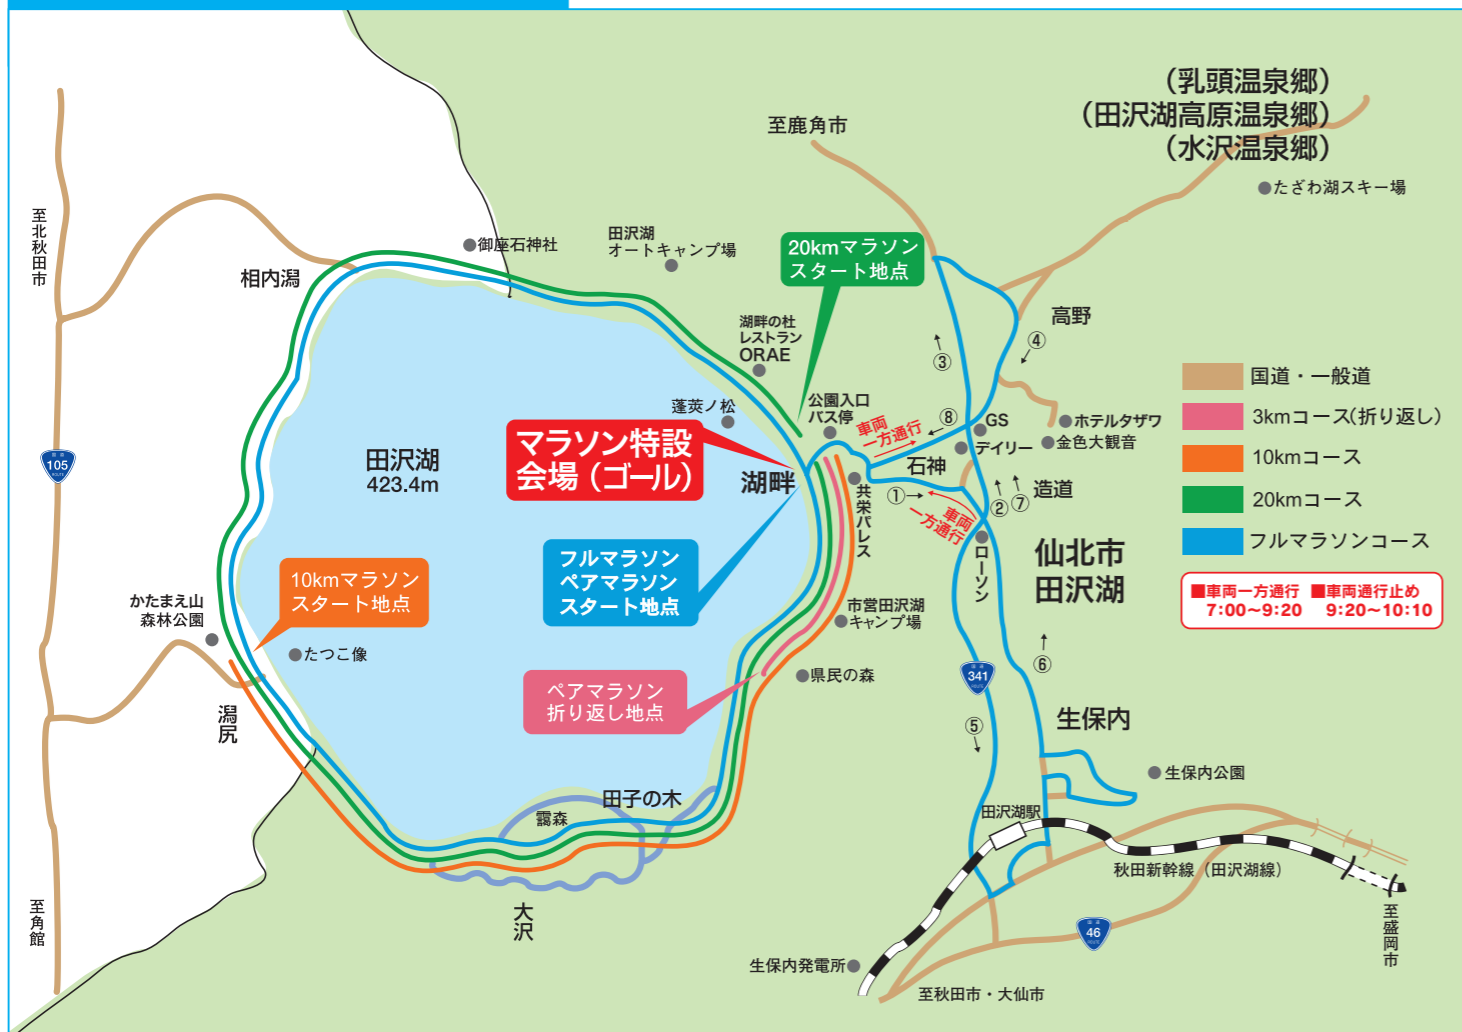 (乳頭温泉郷)
(田沢湖高原温泉郷)
(水沢温泉郷)
至鹿角市
たざわ湖スキー場
至北秋田市
御座石神社
田沢湖
オートキャンプ場
20kmマラソン
スタート地点
相内潟
高野
湖畔の杜
レストラン
ORAE
③
④
国道・一般道
3kmコース(折り返し)
10kmコース
20kmコース
フルマラソンコース
蓬莢ノ松
公園入口
バス停
車両
一方通行
⑧
GS
デイリー
ホテルタザワ
金色大観音
マラソン特設
会場(ゴール)
湖畔
石神
共栄パレス
①
②
⑦
造道
車両
一方通行
ローソン
国道
105
ROUTE
田沢湖
423.4m
仙北市
田沢湖
■車両一方通行
7:00～9:20
■車両通行止め
9:20～10:10
フルマラソン
ペアマラソン
スタート地点
10kmマラソン
スタート地点
かたまえ山
森林公園
たつこ像
市営田沢湖
キャンプ場
県民の森
ペアマラソン
折り返し地点
国道
341
ROUTE
⑥
⑤
潟尻
生保内
生保内公園
田子の木
靄森
田沢湖駅
秋田新幹線(田沢湖線)
大沢
至角館
国道
46
ROUTE
至盛岡市
生保内発電所
至秋田市・大仙市